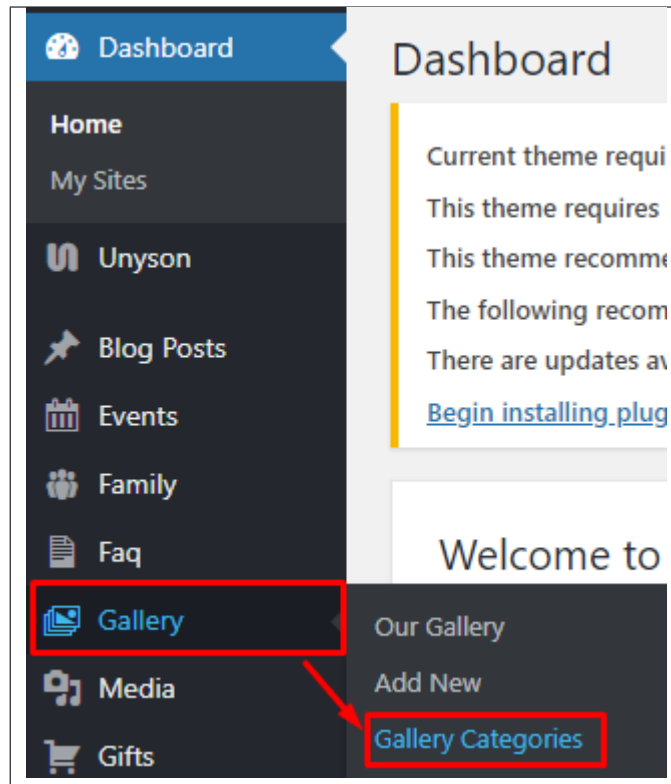 Dashboard
Home
My Sites
Unyson
Blog Posts
Events
Family
Faq
Gallery
Media
Gifts
Dashboard
Current theme requi
This theme requires
This theme recomme
The following recom
There are updates av
Begin installing plug
Welcome to
Our Gallery
Add New
Gallery Categories